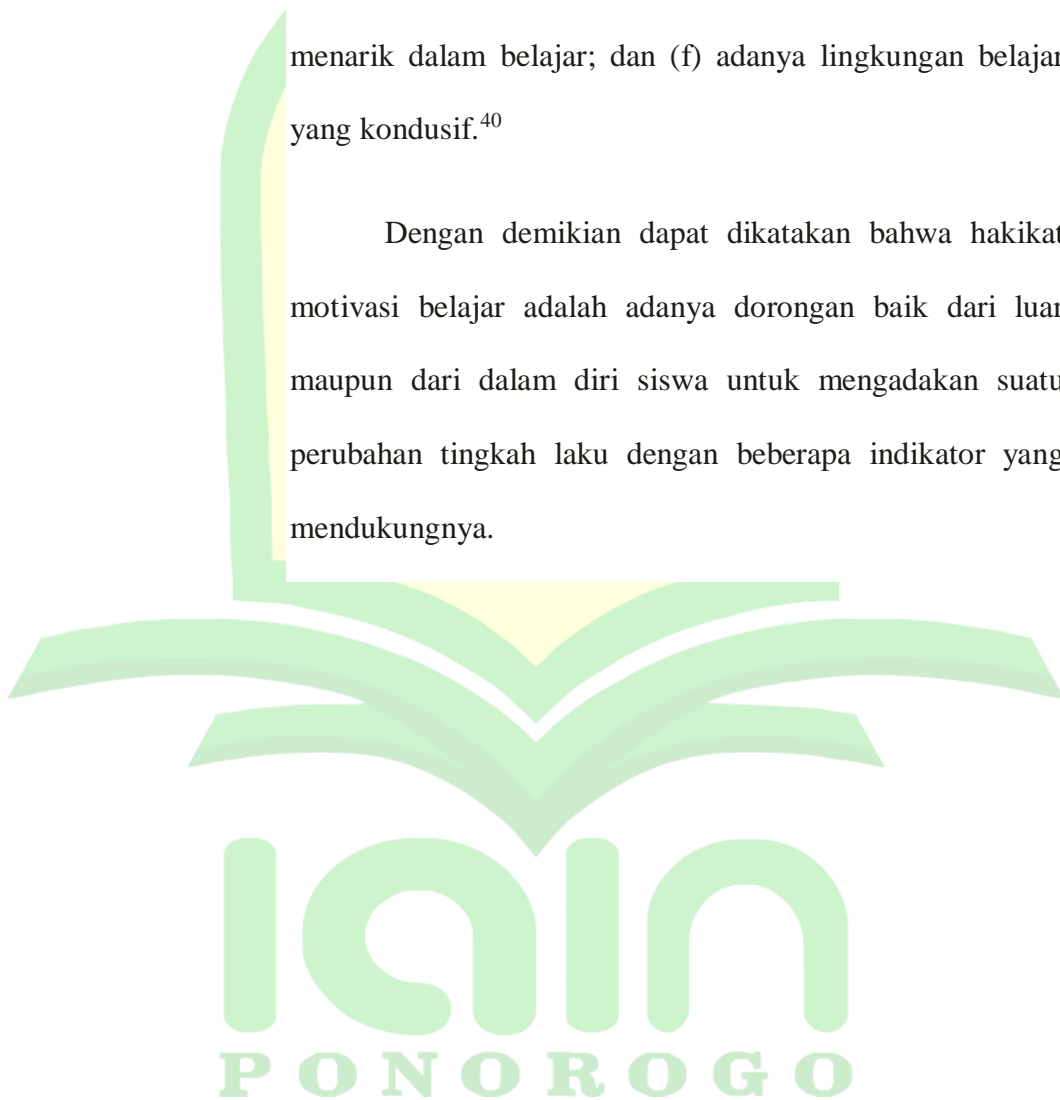 menarik dalam belajar; dan (f) adanya lingkungan belajar
yang kondusif.⁴⁰
Dengan demikian dapat dikatakan bahwa hakikat
motivasi belajar adalah adanya dorongan baik dari luar
maupun dari dalam diri siswa untuk mengadakan suatu
perubahan tingkah laku dengan beberapa indikator yang
mendukungnya.
iain
PONOROGO